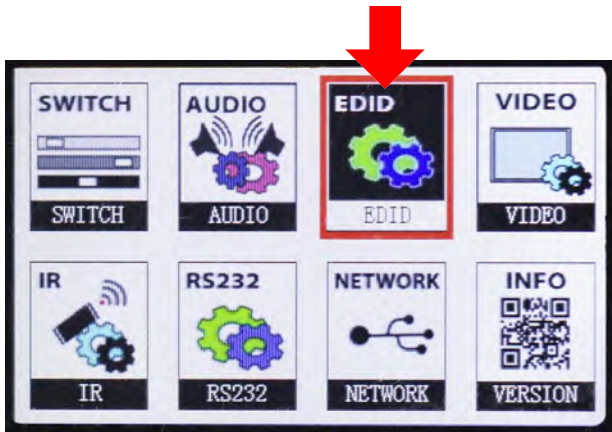 SWITCH
AUDIO
EDID
VIDEO
SWITCH
AUDIO
EDID
VIDEO
IR
RS232
NETWORK
INFO
IR
RS232
NETWORK
VERSION